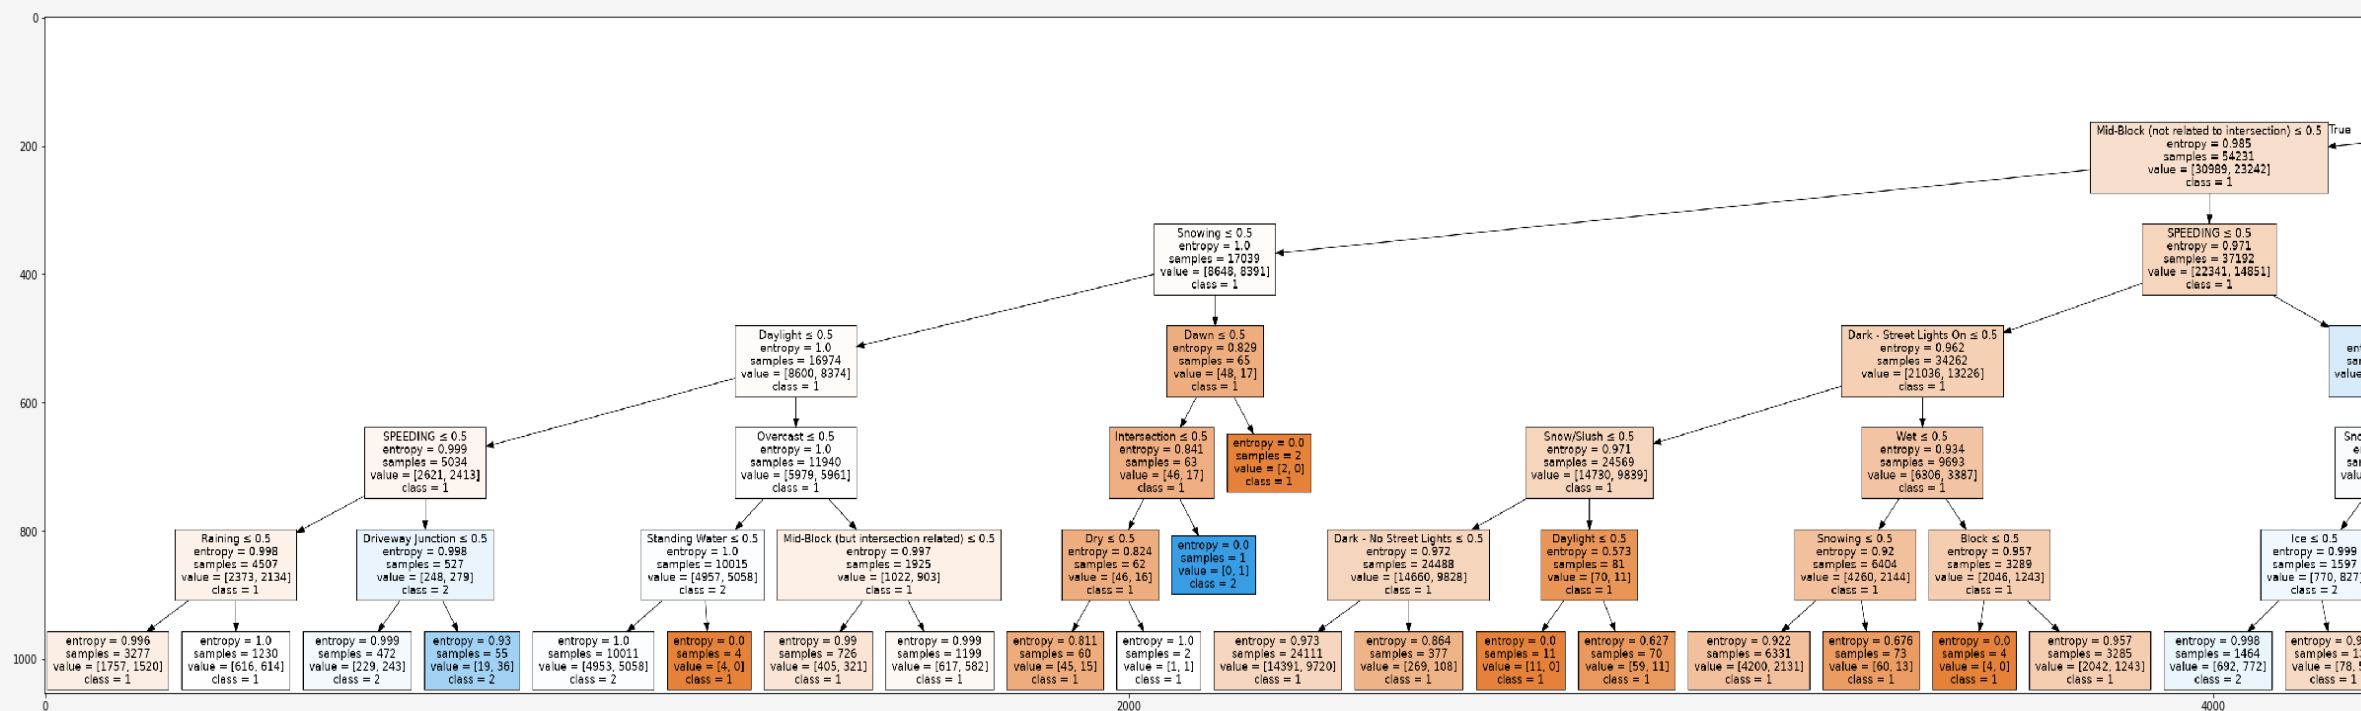 0
200
400
600
800
1000
0
2000
4000
True
Mid-Block (not related to intersection) ≤ 0.5
entropy = 0.985
samples = 54231
value = [30989, 23242]
class = 1
Snowing ≤ 0.5
entropy = 1.0
samples = 17039
value = [8648, 8391]
class = 1
SPEEDING ≤ 0.5
entropy = 0.971
samples = 37192
value = [22341, 14851]
class = 1
Daylight ≤ 0.5
entropy = 1.0
samples = 16974
value = [8600, 8374]
class = 1
Dawn ≤ 0.5
entropy = 0.829
samples = 65
value = [48, 17]
class = 1
Dark - Street Lights On ≤ 0.5
entropy = 0.962
samples = 34262
value = [21036, 13226]
class = 1
SPEEDING ≤ 0.5
entropy = 0.999
samples = 5034
value = [2621, 2413]
class = 1
Overcast ≤ 0.5
entropy = 1.0
samples = 11940
value = [5979, 5961]
class = 1
Intersection ≤ 0.5
entropy = 0.841
samples = 63
value = [46, 17]
class = 1
entropy = 0.0
samples = 2
value = [2, 0]
class = 1
Snow/Slush ≤ 0.5
entropy = 0.971
samples = 24569
value = [14730, 9839]
class = 1
Wet ≤ 0.5
entropy = 0.934
samples = 9693
value = [6306, 3387]
class = 1
Raining ≤ 0.5
entropy = 0.998
samples = 4507
value = [2373, 2134]
class = 1
Driveway Junction ≤ 0.5
entropy = 0.998
samples = 527
value = [248, 279]
class = 2
Standing Water ≤ 0.5
entropy = 1.0
samples = 10015
value = [4957, 5058]
class = 2
Mid-Block (but intersection related) ≤ 0.5
entropy = 0.997
samples = 1925
value = [1022, 903]
class = 1
Dry ≤ 0.5
entropy = 0.824
samples = 62
value = [46, 16]
class = 1
entropy = 0.0
samples = 1
value = [0, 1]
class = 2
Dark - No Street Lights ≤ 0.5
entropy = 0.972
samples = 24488
value = [14660, 9828]
class = 1
Daylight ≤ 0.5
entropy = 0.573
samples = 81
value = [70, 11]
class = 1
Snowing ≤ 0.5
entropy = 0.92
samples = 6404
value = [4260, 2144]
class = 1
Block ≤ 0.5
entropy = 0.957
samples = 3289
value = [2046, 1243]
class = 1
Ice ≤ 0.5
entropy = 0.999
samples = 1597
value = [770, 827]
class = 2
entropy = 0.996
samples = 3277
value = [1757, 1520]
class = 1
entropy = 1.0
samples = 1230
value = [616, 614]
class = 1
entropy = 0.999
samples = 472
value = [229, 243]
class = 2
entropy = 0.93
samples = 55
value = [19, 36]
class = 2
entropy = 1.0
samples = 10011
value = [4953, 5058]
class = 2
entropy = 0.0
samples = 4
value = [4, 0]
class = 1
entropy = 0.99
samples = 726
value = [405, 321]
class = 1
entropy = 0.999
samples = 1199
value = [617, 582]
class = 1
entropy = 0.811
samples = 60
value = [45, 15]
class = 1
entropy = 1.0
samples = 2
value = [1, 1]
class = 1
entropy = 0.973
samples = 24111
value = [14391, 9720]
class = 1
entropy = 0.864
samples = 377
value = [269, 108]
class = 1
entropy = 0.0
samples = 11
value = [11, 0]
class = 1
entropy = 0.627
samples = 70
value = [59, 11]
class = 1
entropy = 0.922
samples = 6331
value = [4200, 2131]
class = 1
entropy = 0.676
samples = 73
value = [60, 13]
class = 1
entropy = 0.0
samples = 4
value = [4, 0]
class = 1
entropy = 0.957
samples = 3285
value = [2042, 1243]
class = 1
entropy = 0.998
samples = 1464
value = [692, 772]
class = 2
class = 1